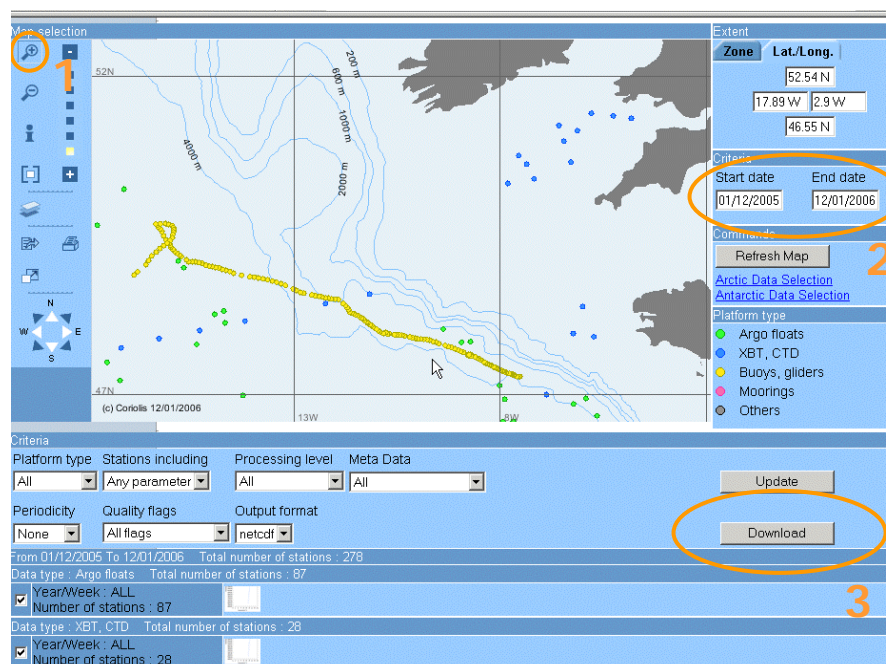 Map selection
1
52N
200 m
600 m
1000 m
2000 m
4000 m
N
W E
S
47N
(c) Coriolis 12/01/2006
13W
8W
Extent
Zone Lat./Long.
52.54 N
17.89 W 2.9 W
46.55 N
Criteria
Start date End date
01/12/2005 12/01/2006
Commands
Refresh Map
2
Arctic Data Selection
Antarctic Data Selection
Platform type
Argo floats
XBT, CTD
Buoys, gliders
Moorings
Others
Criteria
Platform type Stations including Processing level Meta Data
All Any parameter All All
Update
Periodicity Quality flags Output format
None All flags netcdf
Download
From 01/12/2005 To 12/01/2006 Total number of stations : 278
Data type : Argo floats Total number of stations : 87
Year/Week : ALL
Number of stations : 87
3
Data type : XBT, CTD Total number of stations : 28
Year/Week : ALL
Number of stations : 28